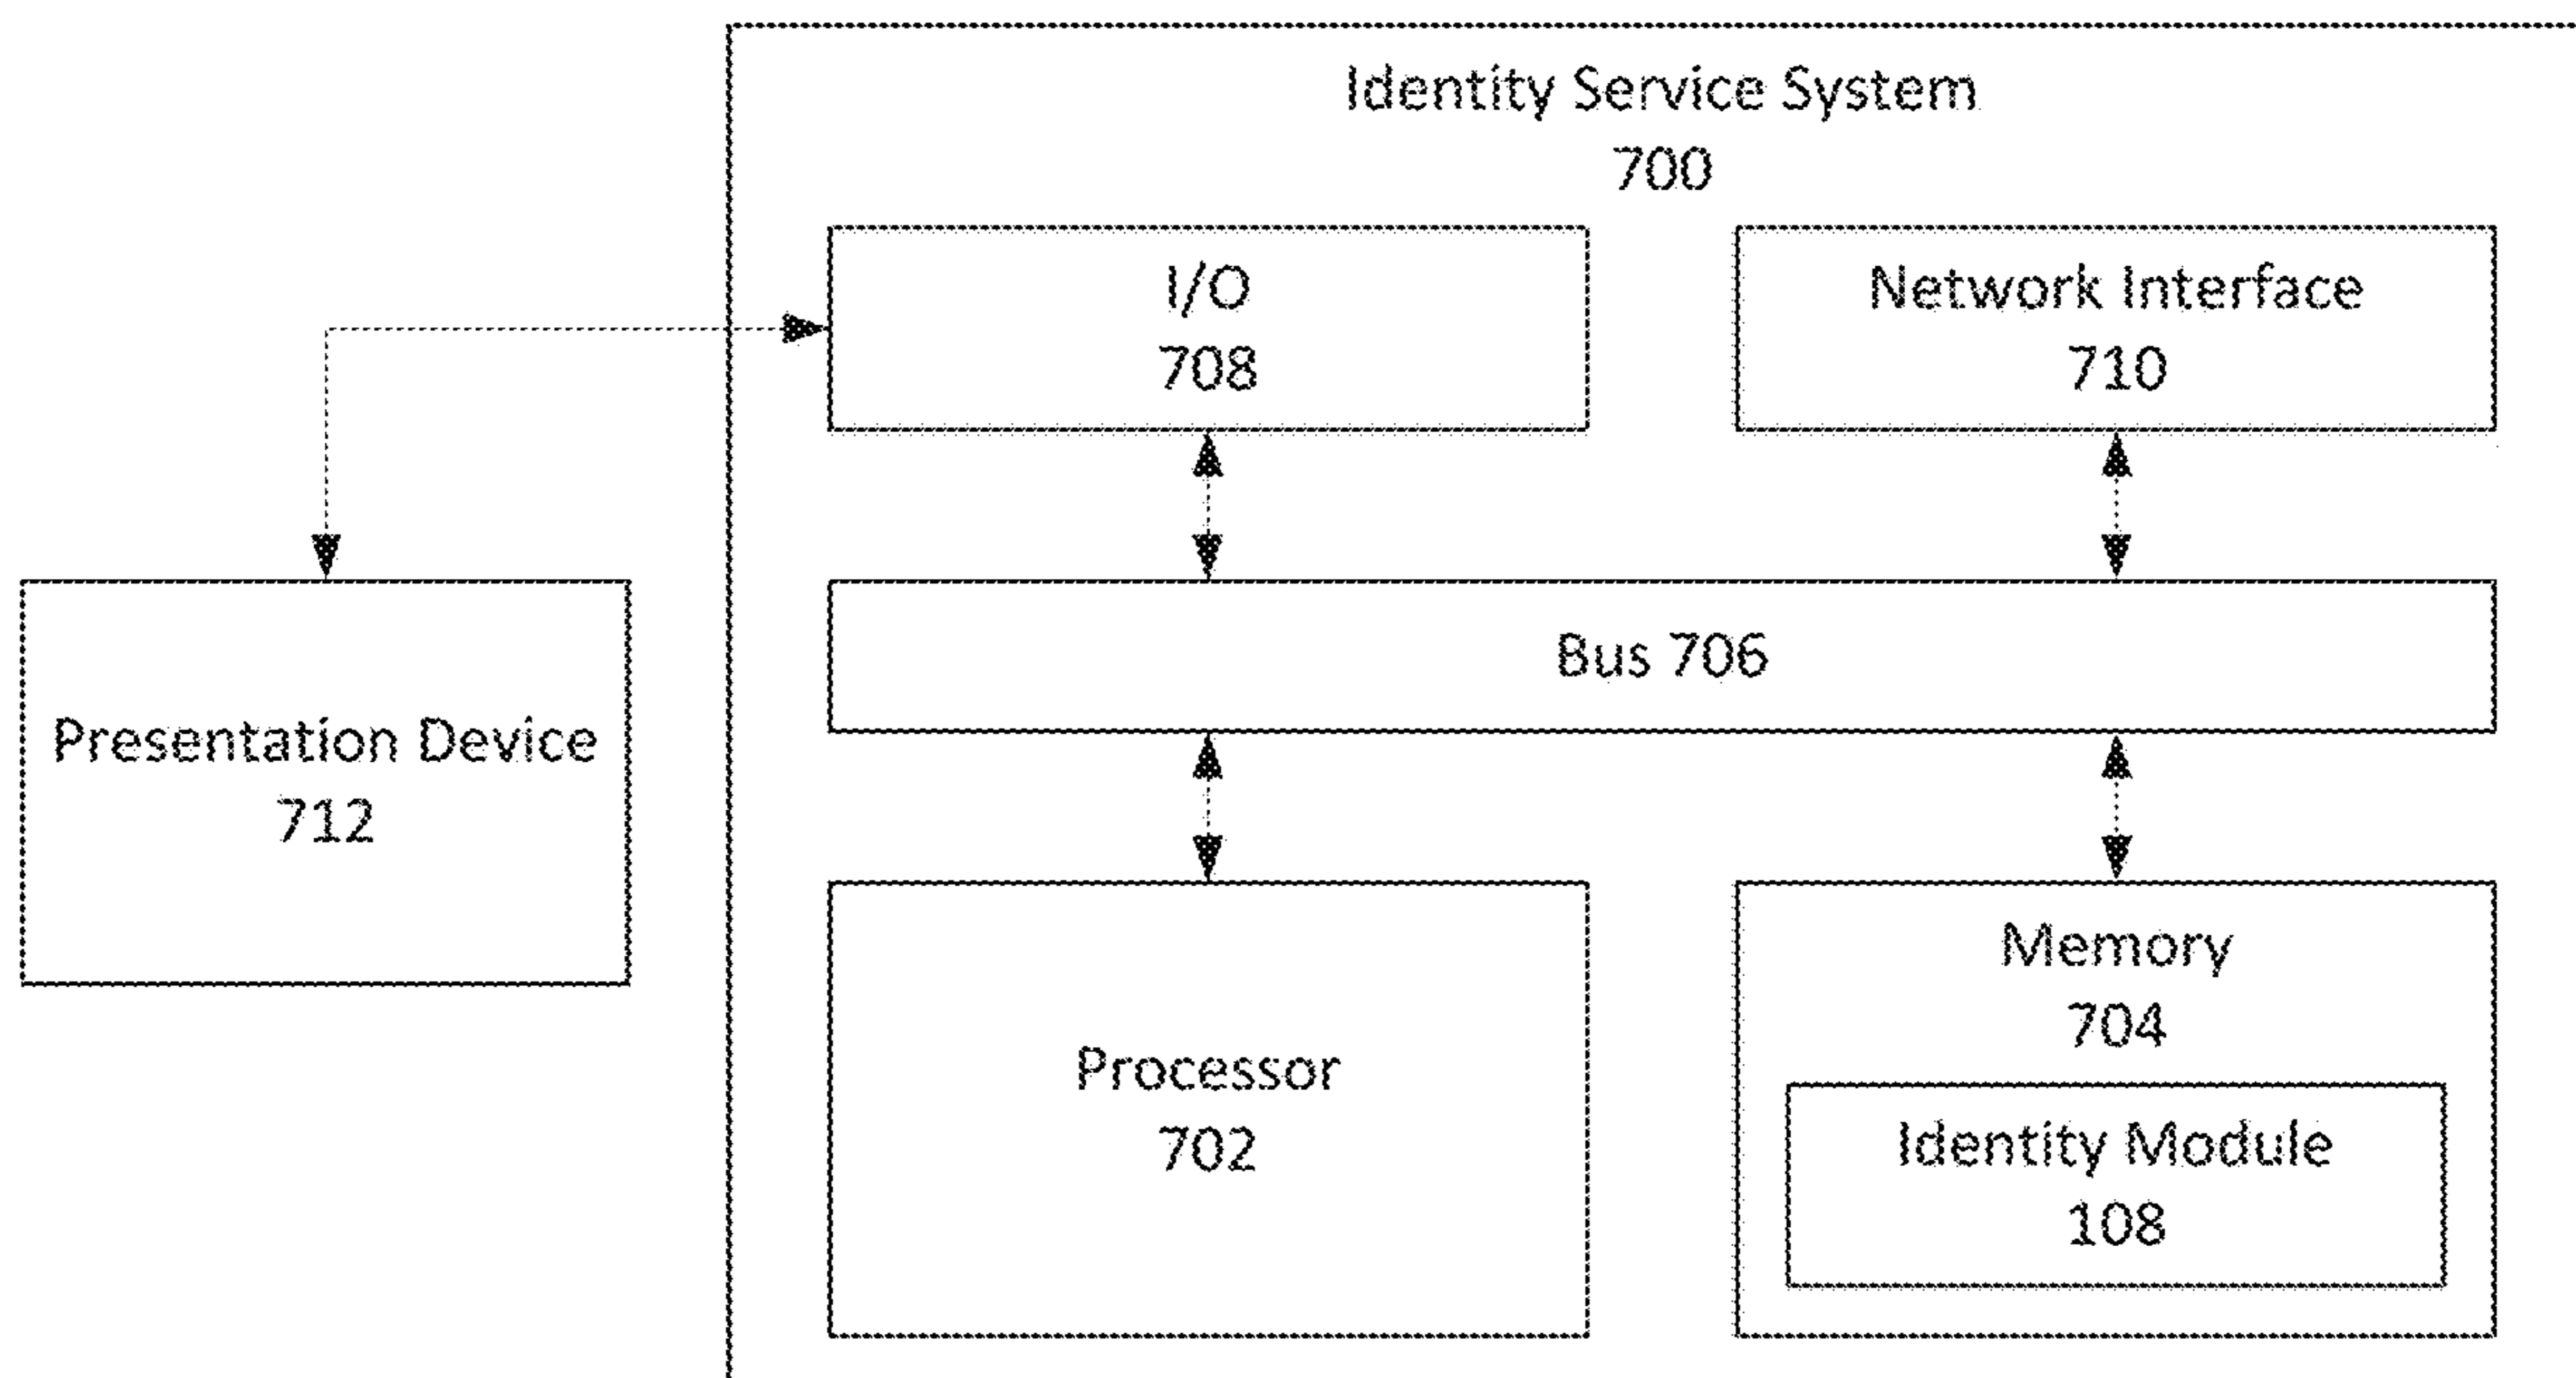 Identity Service System
700
I/O
708
Network Interface
710
Bus 706
Presentation Device
712
Processor
702
Memory
704
Identity Module
108